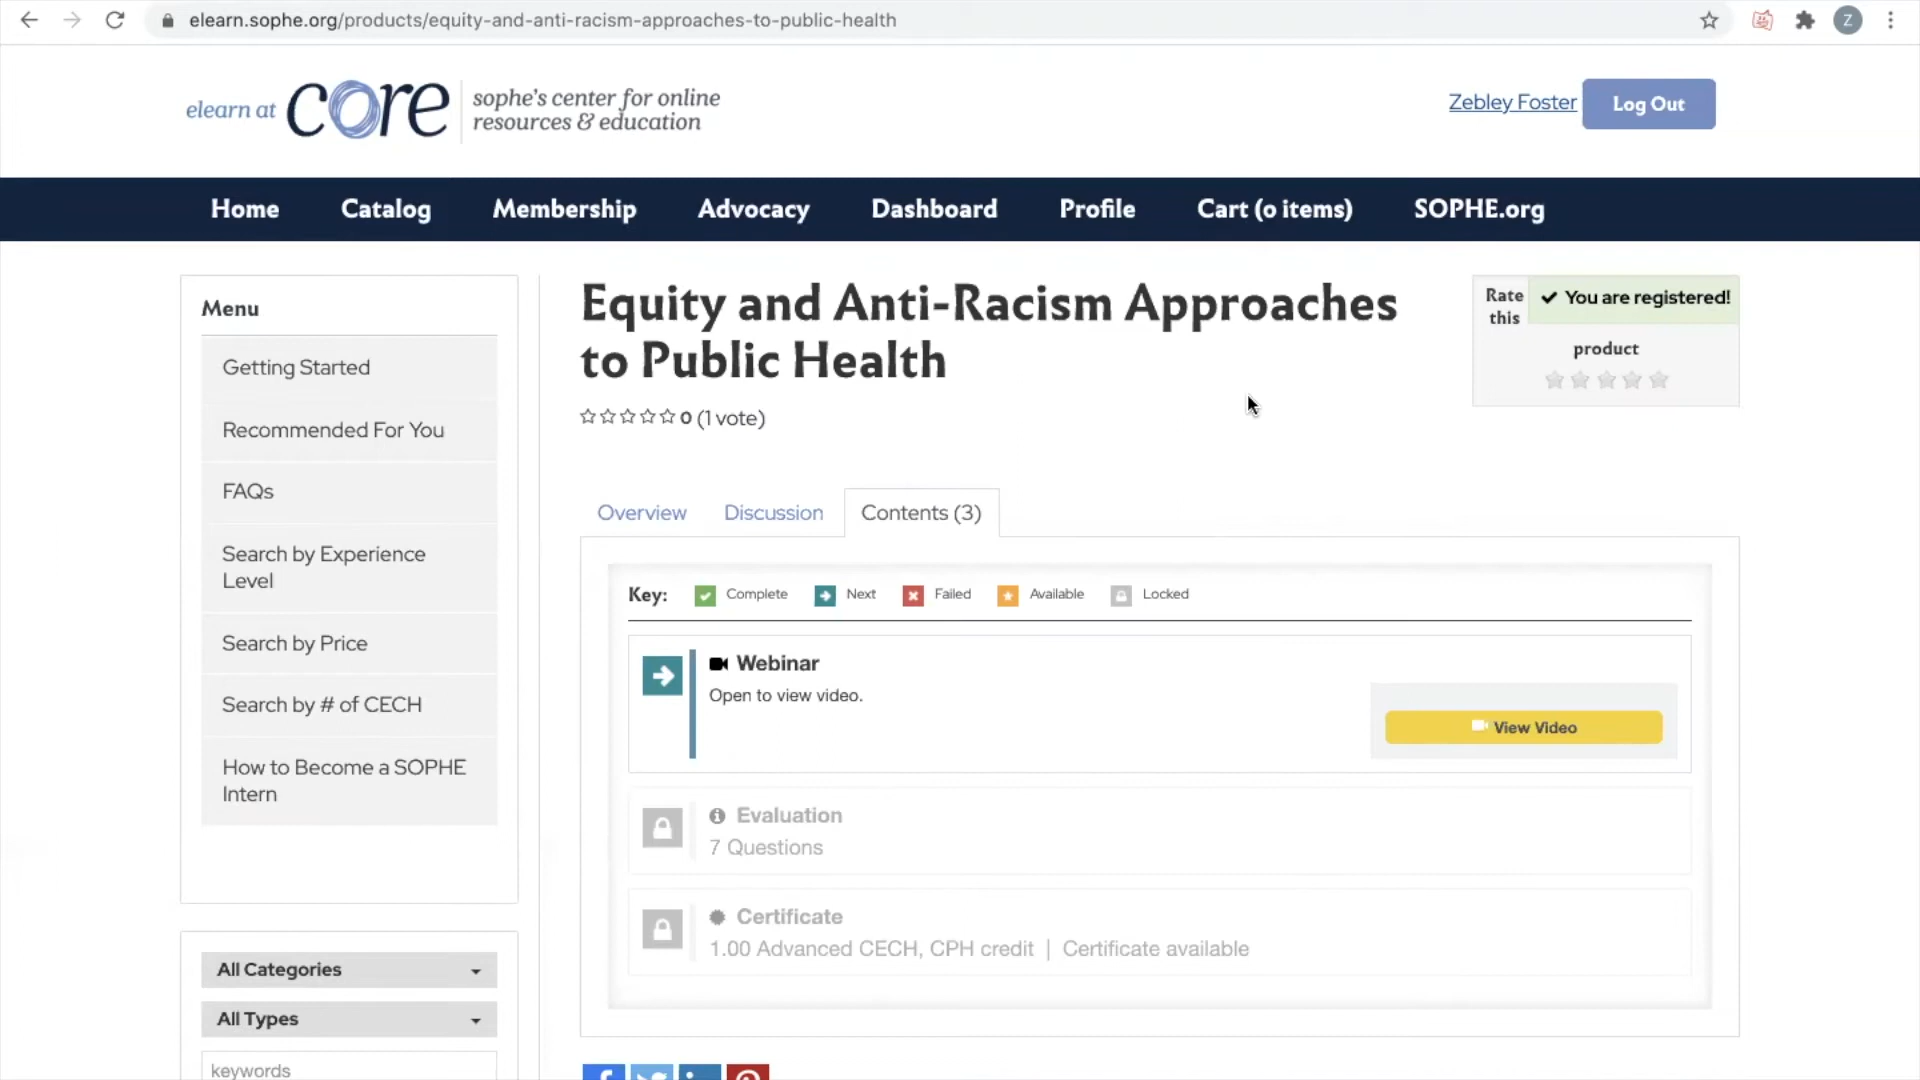 elearn.sophe.org/products/equity-and-anti-racism-approaches-to-public-health
Z
elearn at core
sophe's center for online
resources & education
Zebley Foster
Log Out
Home
Catalog
Membership
Advocacy
Dashboard
Profile
Cart (0 items)
SOPHE.org
Menu
Getting Started
Recommended For You
FAQs
Search by Experience
Level
Search by Price
Search by # of CECH
How to Become a SOPHE
Intern
All Categories
All Types
keywords
Equity and Anti-Racism Approaches
to Public Health
0 (1 vote)
Rate
this
You are registered!
product
Overview
Discussion
Contents (3)
Key:
Complete
Next
Failed
Available
Locked
Webinar
Open to view video.
View Video
Evaluation
7 Questions
Certificate
1.00 Advanced CECH, CPH credit | Certificate available